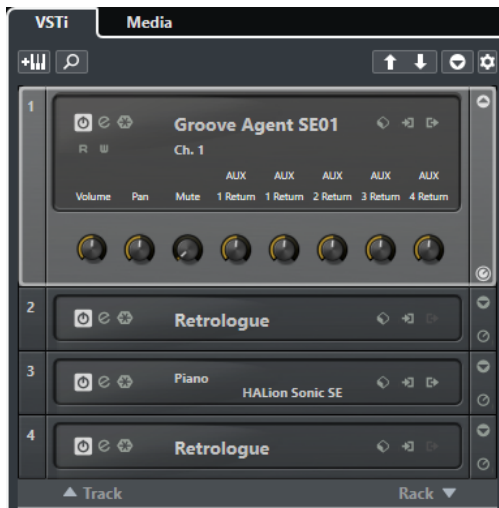 VSTi Media
1
Groove Agent SE01
R W Ch. 1
AUX AUX AUX AUX AUX
Volume Pan Mute 1 Return 1 Return 2 Return 3 Return 4 Return
2
Retrologue
3
Piano
HALion Sonic SE
4
Retrologue
Track Rack